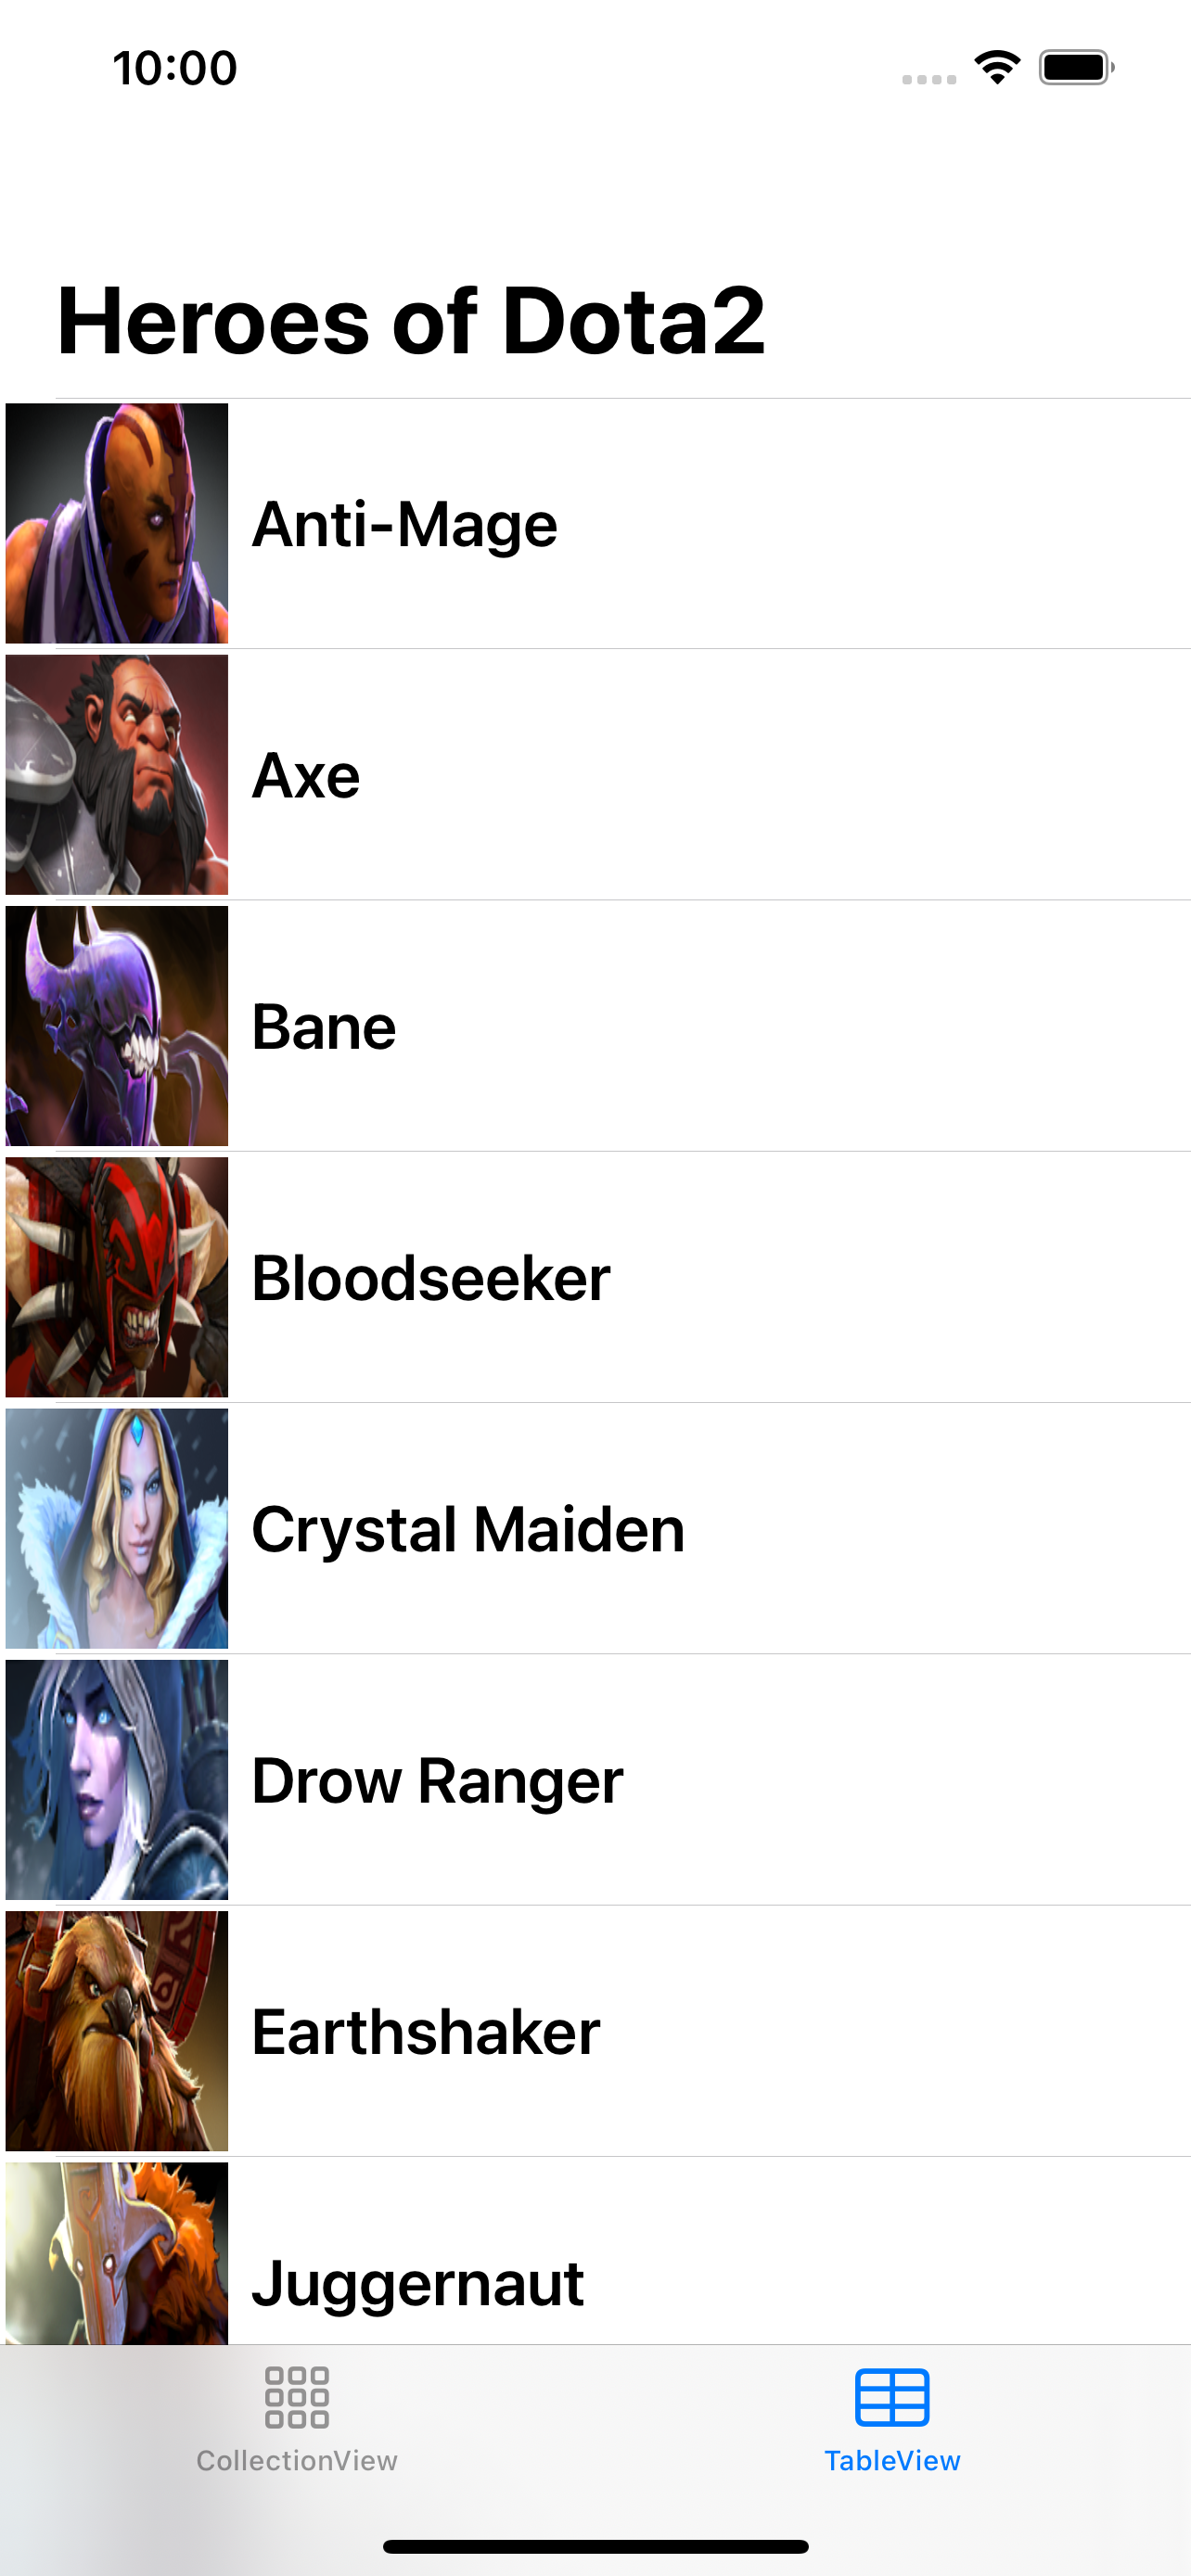 10:00
Heroes of Dota2
Anti-Mage
Axe
Bane
Bloodseeker
Crystal Maiden
Drow Ranger
Earthshaker
Juggernaut
CollectionView
TableView